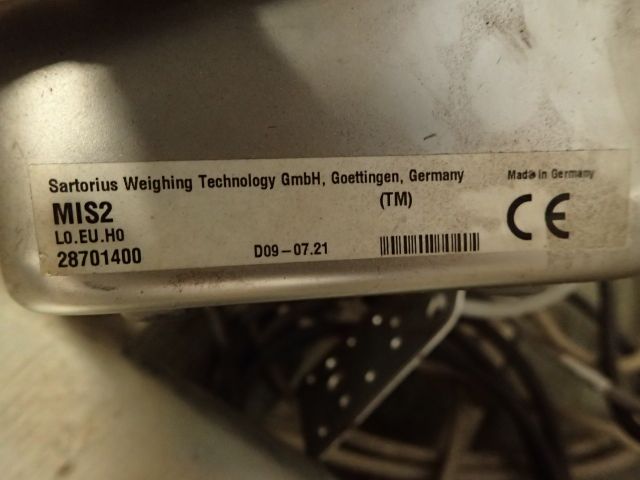 Sartorius Weighing Technology GmbH, Goettingen, Germany
Made in Germany
MIS2
(TM)
L0.EU.H0
28701400
D09-07.21
CE